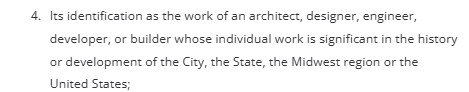 4. Its identification as the work of an architect, designer, engineer,
developer, or builder whose individual work is significant in the history
or development of the City, the State, the Midwest region or the
United States;